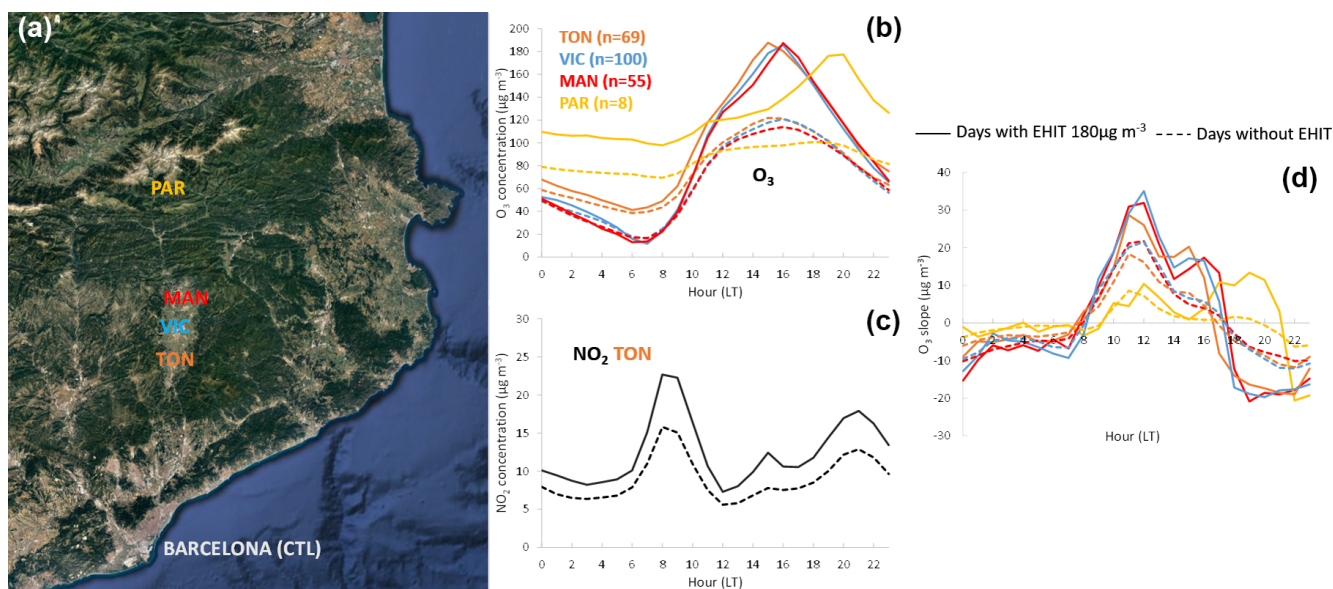 (a)
PAR
MAN
VIC
TON
BARCELONA (CTL)
(b)
TON (n=69)
VIC (n=100)
MAN (n=55)
PAR (n=8)
O₃
O₃ concentration (µg m⁻³)
200
180
160
140
120
100
80
60
40
20
0
0 2 4 6 8 10 12 14 16 18 20 22
Hour (LT)
(c)
NO₂ TON
NO₂ concentration (µg m⁻³)
30
25
20
15
10
5
0
0 2 4 6 8 10 12 14 16 18 20 22
Hour (LT)
Days with EHIT 180µg m⁻³ Days without EHIT
(d)
O₃ slope (µg m⁻³)
40
30
20
10
0
-10
-20
-30
0 2 4 6 8 10 12 14 16 18 20 22
Hour (LT)